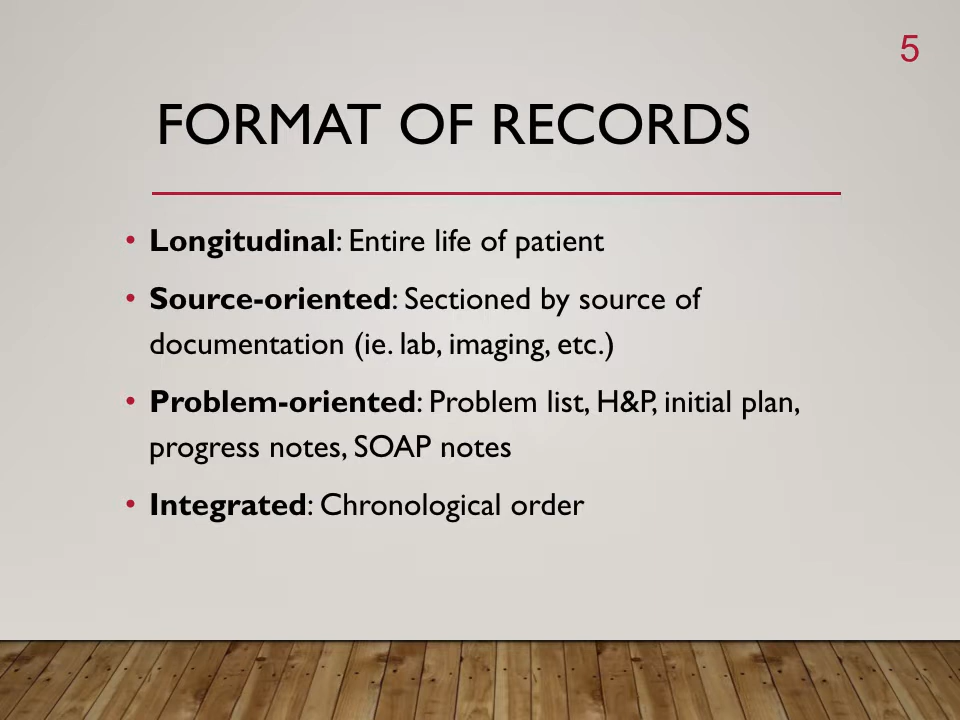 5
FORMAT OF RECORDS
• Longitudinal: Entire life of patient
• Source-oriented: Sectioned by source of
documentation (ie. lab, imaging, etc.)
• Problem-oriented: Problem list, H&P, initial plan,
progress notes, SOAP notes
• Integrated: Chronological order